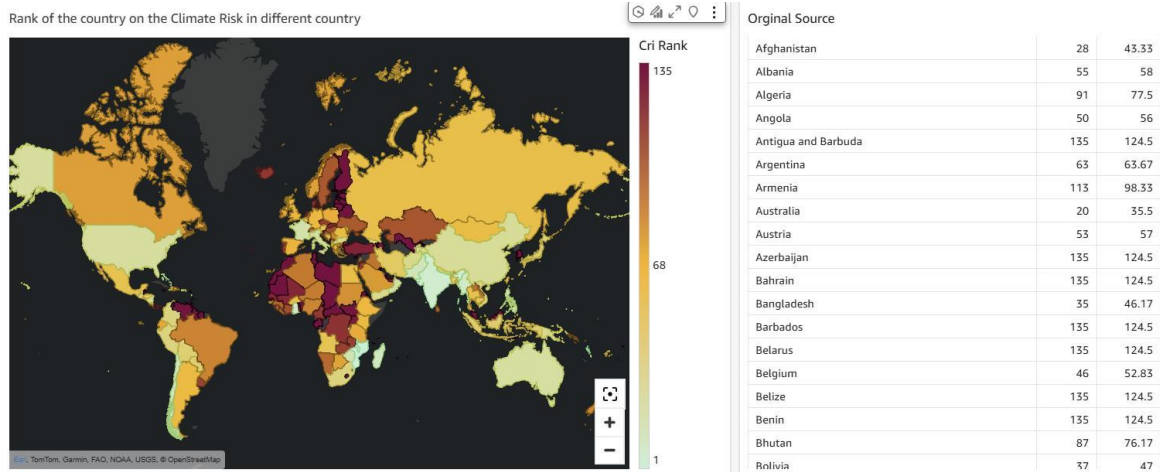 Rank of the country on the Climate Risk in different country
Cri Rank
135
68
1
Esri, TomTom, Garmin, FAO, NOAA, USGS, © OpenStreetMap
Orginal Source
Afghanistan 28 43.33
Albania 55 58
Algeria 91 77.5
Angola 50 56
Antigua and Barbuda 135 124.5
Argentina 63 63.67
Armenia 113 98.33
Australia 20 35.5
Austria 53 57
Azerbaijan 135 124.5
Bahrain 135 124.5
Bangladesh 35 46.17
Barbados 135 124.5
Belarus 135 124.5
Belgium 46 52.83
Belize 135 124.5
Benin 135 124.5
Bhutan 87 76.17
Bolivia 37 47